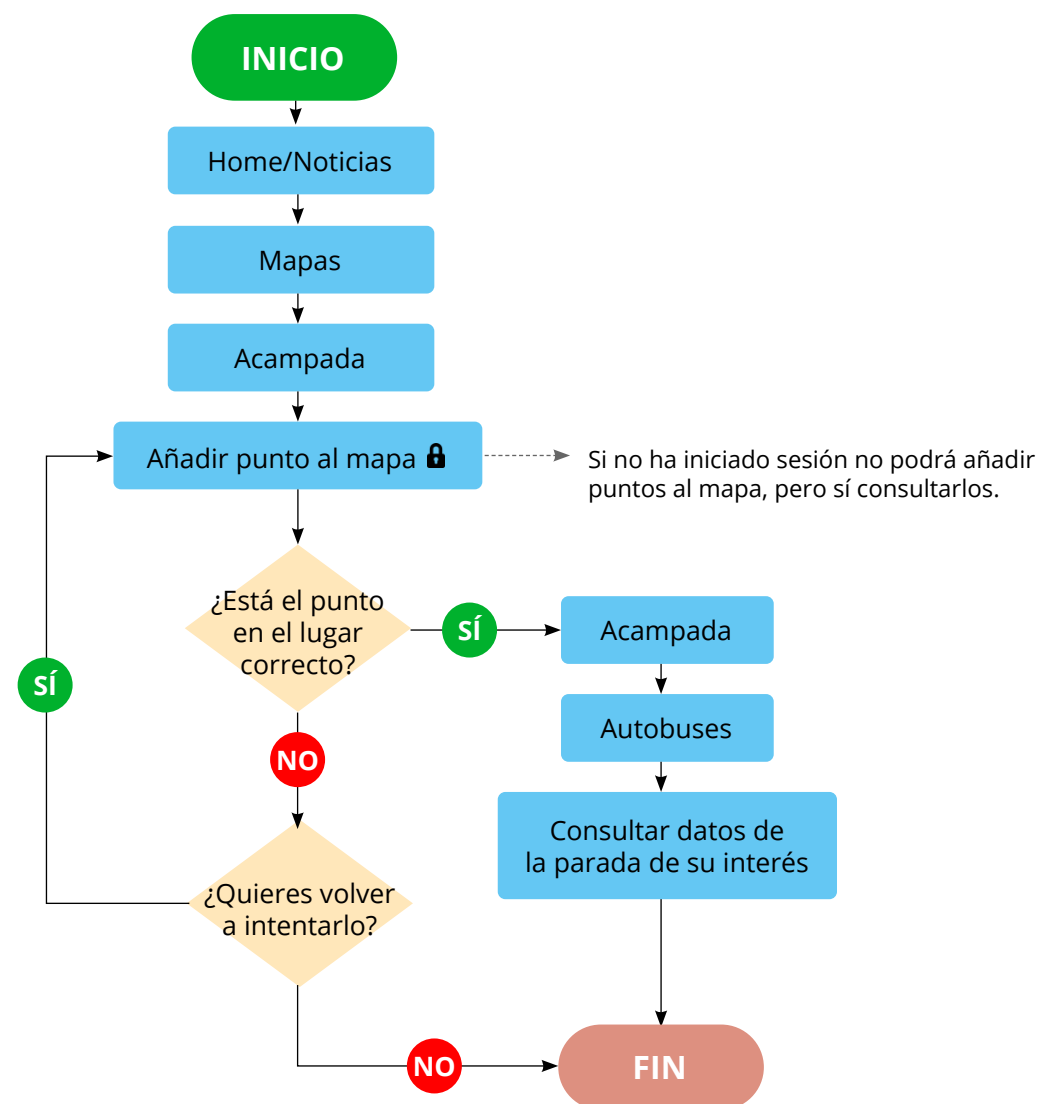 INICIO
Home/Noticias
Mapas
Acampada
Añadir punto al mapa
Si no ha iniciado sesión no podrá añadir
puntos al mapa, pero sí consultarlos.
¿Está el punto
en el lugar
correcto?
SÍ
Acampada
Autobuses
Consultar datos de
la parada de su interés
SÍ
NO
¿Quieres volver
a intentarlo?
NO
FIN